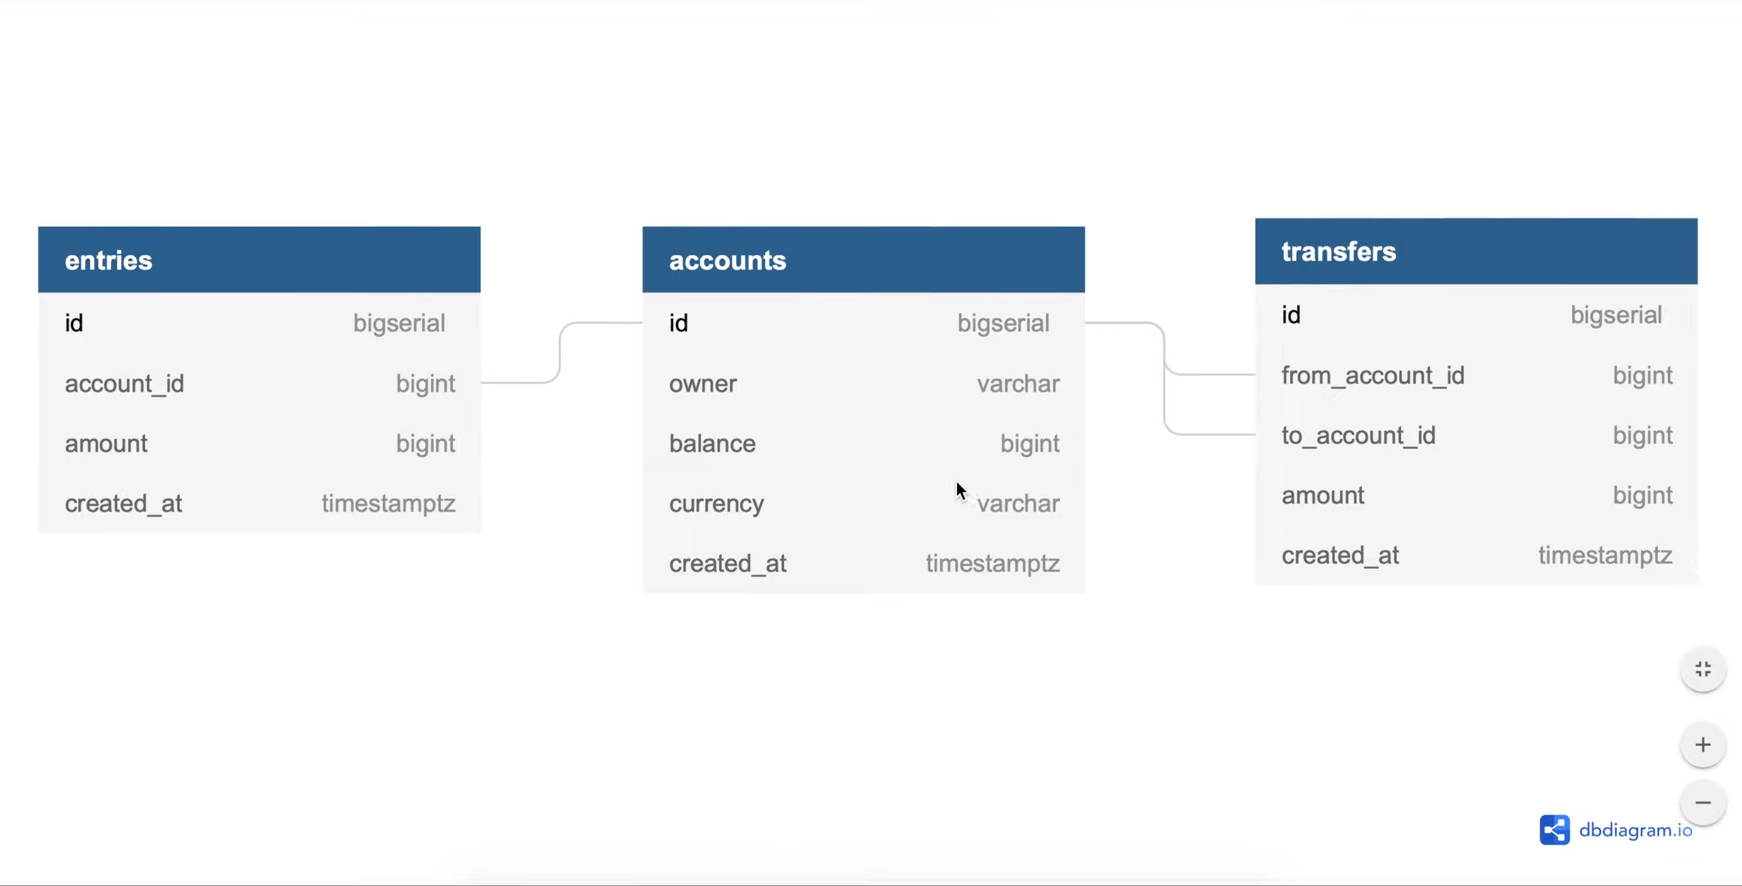 entries
id bigserial
account_id bigint
amount bigint
created_at timestamptz
accounts
id bigserial
owner varchar
balance bigint
currency varchar
created_at timestamptz
transfers
id bigserial
from_account_id bigint
to_account_id bigint
amount bigint
created_at timestamptz
dbdiagram.io